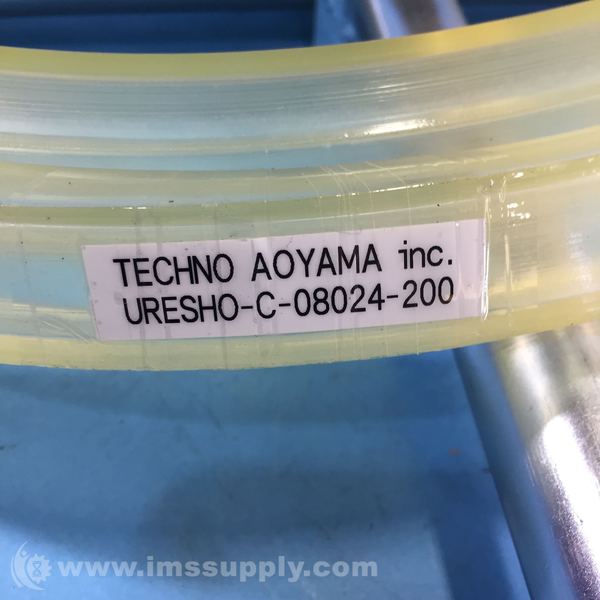 TECHNO AOYAMA inc.
URESHO-C-08024-200
www.imssupply.com